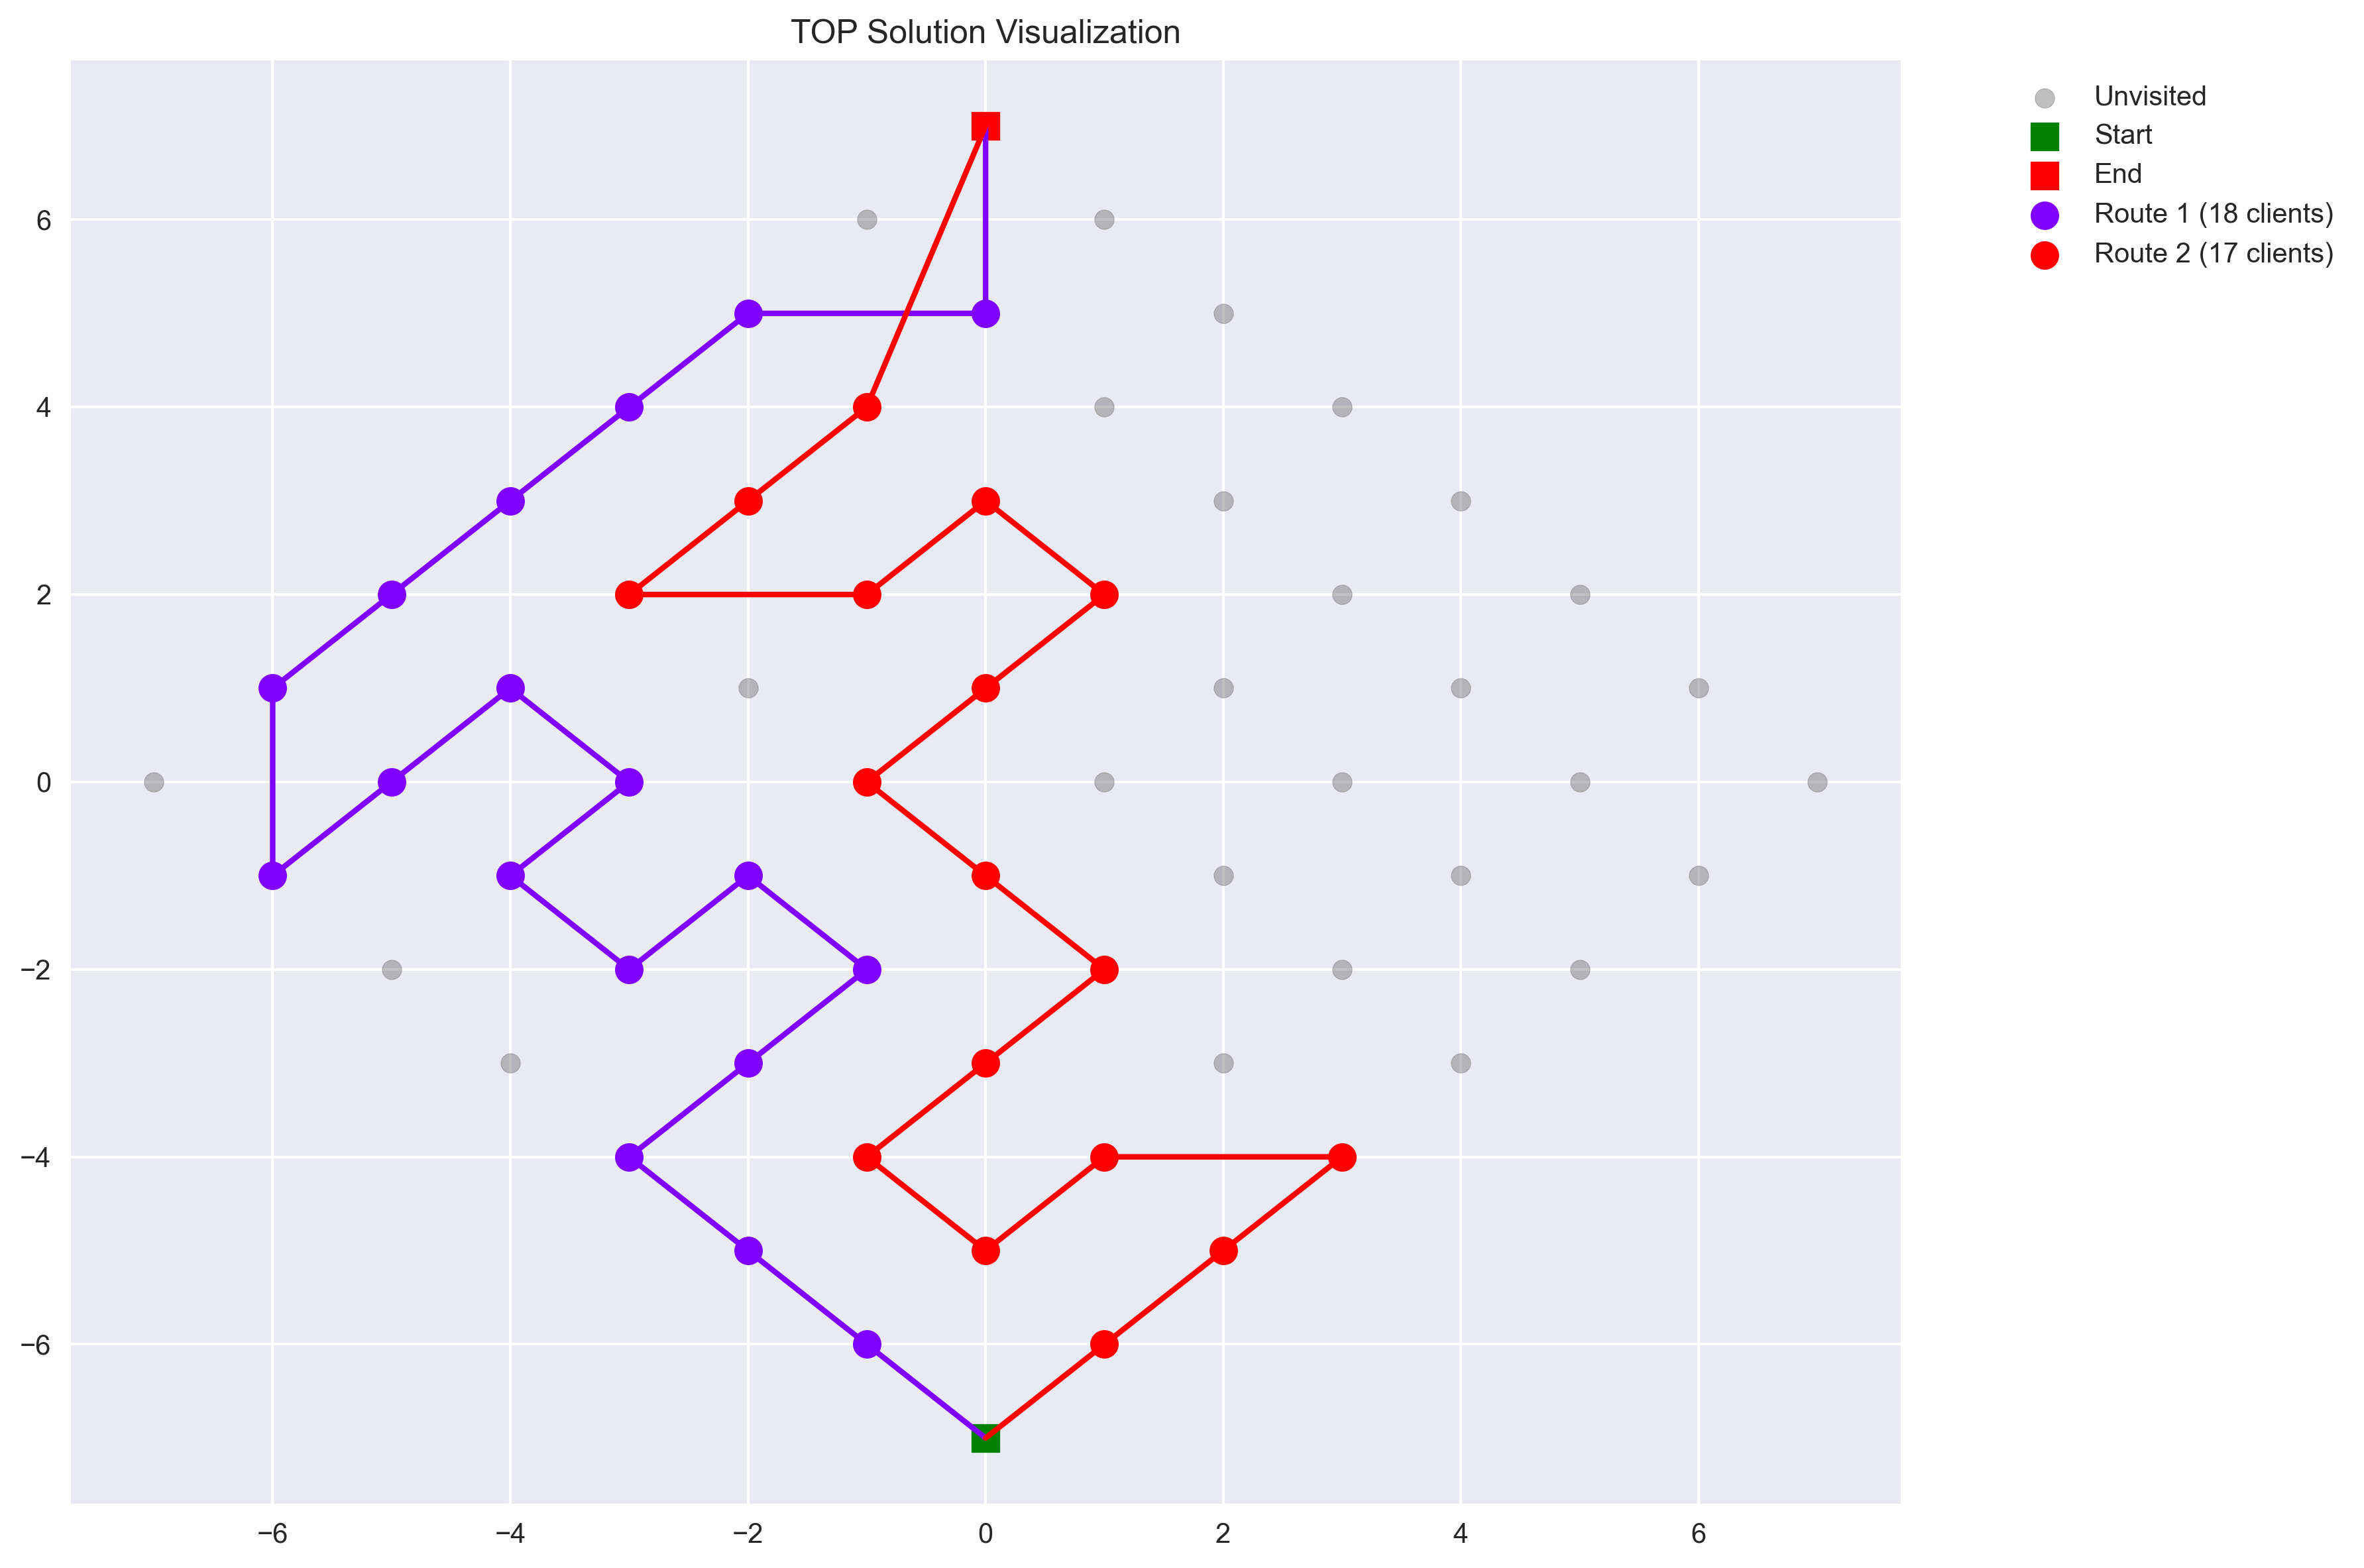 TOP Solution Visualization
Unvisited
Start
End
Route 1 (18 clients)
Route 2 (17 clients)
6
4
2
0
−2
−4
−6
−6 −4 −2 0 2 4 6